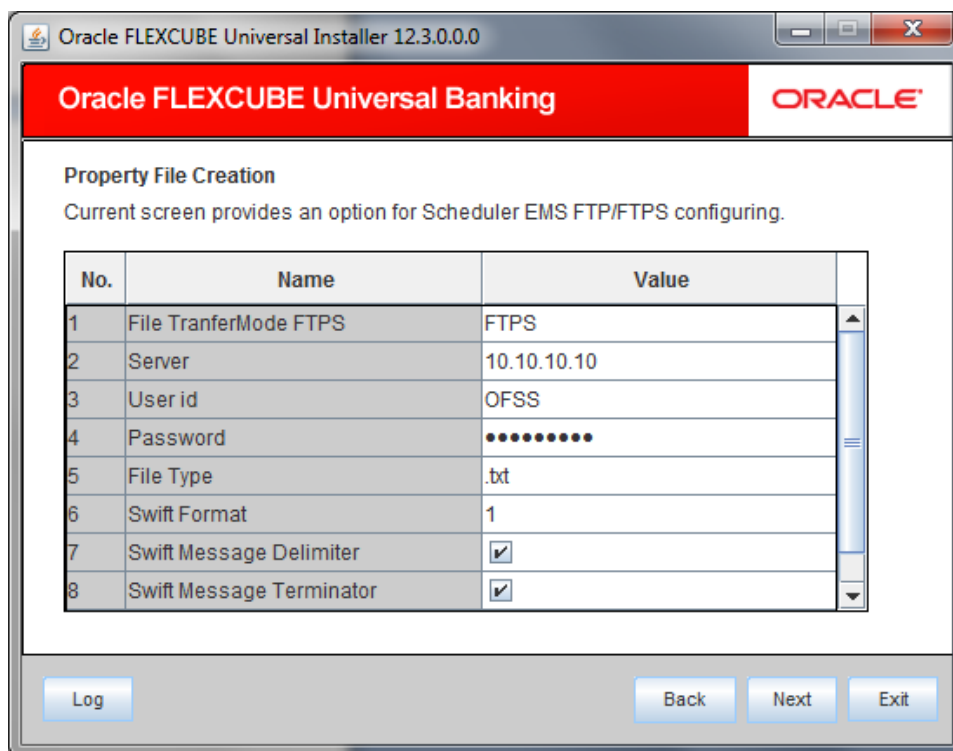 Oracle FLEXCUBE Universal Installer 12.3.0.0.0
Oracle FLEXCUBE Universal Banking
ORACLE
Property File Creation
Current screen provides an option for Scheduler EMS FTP/FTPS configuring.
No. Name Value
1 File TranferMode FTPS FTPS
2 Server 10.10.10.10
3 User id OFSS
4 Password •••••••••
5 File Type .txt
6 Swift Format 1
7 Swift Message Delimiter
8 Swift Message Terminator
Log Back Next Exit